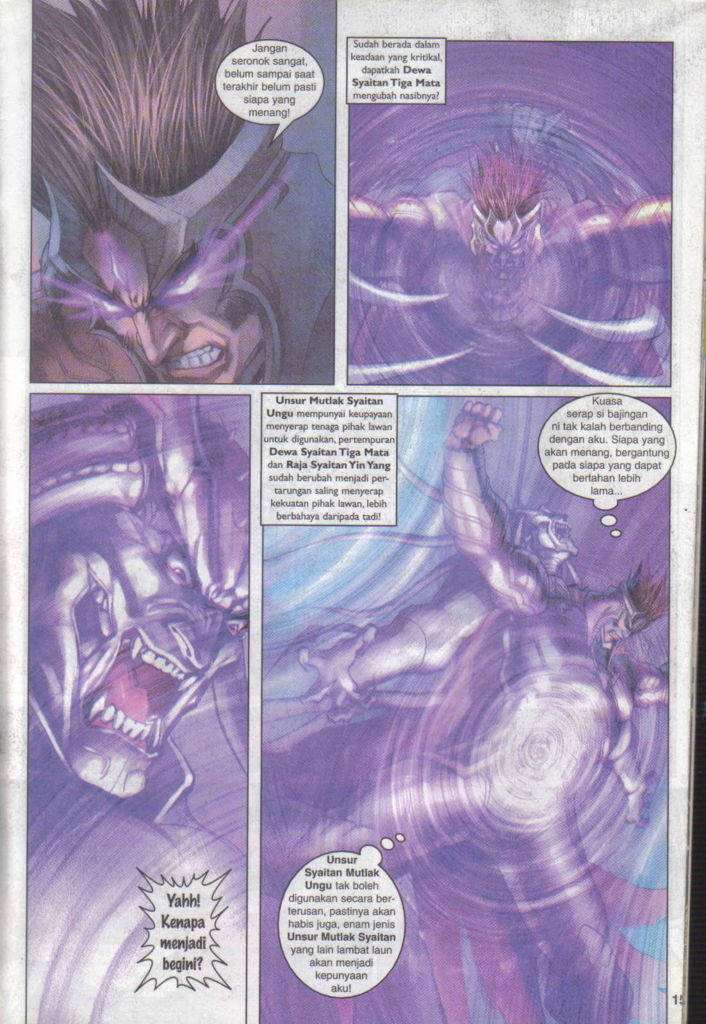 Jangan
seronok sangat,
belum sampai saat
terakhir belum pasti
siapa yang
menang!
Sudah berada dalam
keadaan yang kritikal,
dapatkah Dewa
Syaitan Tiga Mata
mengubah nasibnya?
Yahh!
Kenapa
menjadi
begini?
Unsur Mutlak Syaitan
Ungu mempunyai keupayaan
menyerap tenaga pihak lawan
untuk digunakan, pertempuran
Dewa Syaitan Tiga Mata
dan Raja Syaitan Yin Yang
sudah berubah menjadi per-
tarungan saling menyerap
kekuatan pihak lawan, lebih
berbahaya daripada tadi!
Kuasa
serap si bajingan
ni tak kalah berbanding
dengan aku. Siapa yang
akan menang, bergantung
pada siapa yang dapat
bertahan lebih
lama...
Unsur
Syaitan Mutlak
Ungu tak boleh
digunakan secara ber-
terusan, pastinya akan
habis juga, enam jenis
Unsur Mutlak Syaitan
yang lain lambat laun
akan menjadi
kepunyaan
aku!